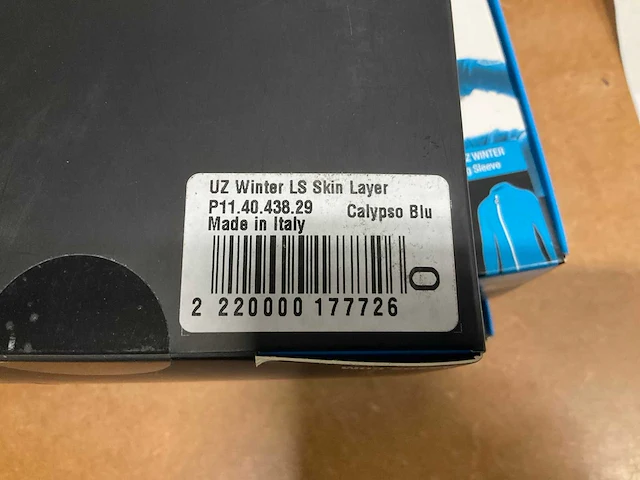 UZ Winter LS Skin Layer
P11.40.438.29 Calypso Blu
Made in Italy
0
2 220000 177726
Z WINTER
Sleeve